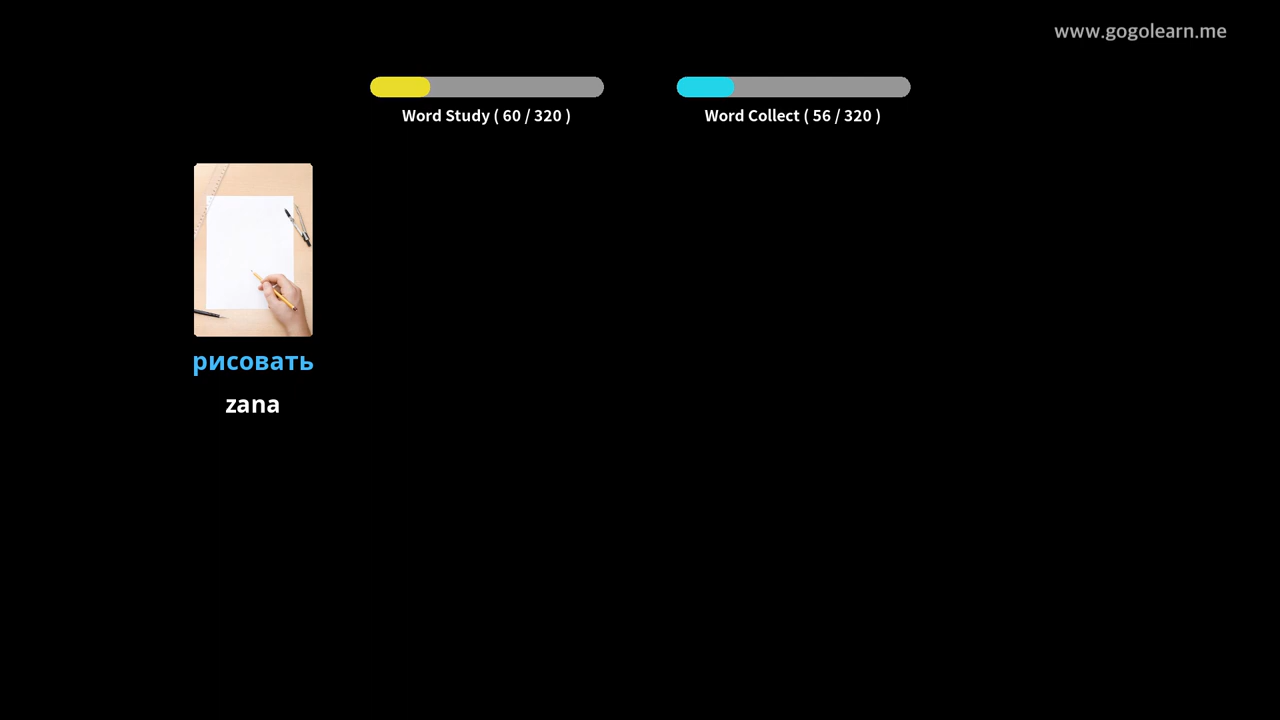 www.gogolearn.me
Word Study ( 60 / 320 )
Word Collect ( 56 / 320 )
рисовать
zana